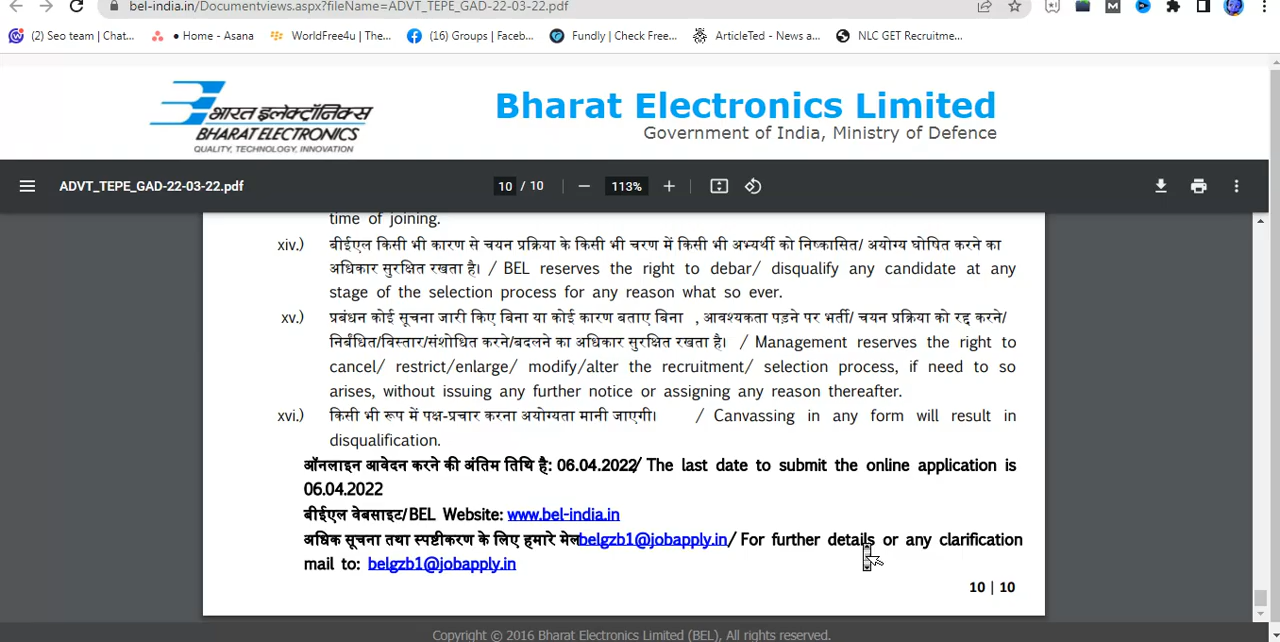 bel-india.in/Documentviews.aspx?fileName=ADVT_TEPE_GAD-22-03-22.pdf
(2) Seo team | Chat... • Home - Asana WorldFree4u | The... (16) Groups | Faceb... Fundly | Check Free... ArticleTed - News a... NLC GET Recruitme...
भारत इलेक्ट्रॉनिक्स
BHARAT ELECTRONICS
QUALITY, TECHNOLOGY, INNOVATION
Bharat Electronics Limited
Government of India, Ministry of Defence
ADVT_TEPE_GAD-22-03-22.pdf 10 / 10 113%
time of joining.
xiv.) बीईएल किसी भी कारण से चयन प्रक्रिया के किसी भी चरण में किसी भी अभ्यर्थी को निष्कासित/ अयोग्य घोषित करने का
अधिकार सुरक्षित रखता है। / BEL reserves the right to debar/ disqualify any candidate at any
stage of the selection process for any reason what so ever.
xv.) प्रबंधन कोई सूचना जारी किए बिना या कोई कारण बताए बिना , आवश्यकता पड़ने पर भर्ती/ चयन प्रक्रिया को रद्द करने/
निर्बंधित/विस्तार/संशोधित करने/बदलने का अधिकार सुरक्षित रखता है। / Management reserves the right to
cancel/ restrict/enlarge/ modify/alter the recruitment/ selection process, if need to so
arises, without issuing any further notice or assigning any reason thereafter.
xvi.) किसी भी रूप में पक्ष-प्रचार करना अयोग्यता मानी जाएगी। / Canvassing in any form will result in
disqualification.
ऑनलाइन आवेदन करने की अंतिम तिथि है: 06.04.2022/ The last date to submit the online application is
06.04.2022
बीईएल वेबसाइट/BEL Website: www.bel-india.in
अधिक सूचना तथा स्पष्टीकरण के लिए हमारे मेल belgzb1@jobapply.in/ For further details or any clarification
mail to: belgzb1@jobapply.in
10 | 10
Copyright © 2016 Bharat Electronics Limited (BEL), All rights reserved.